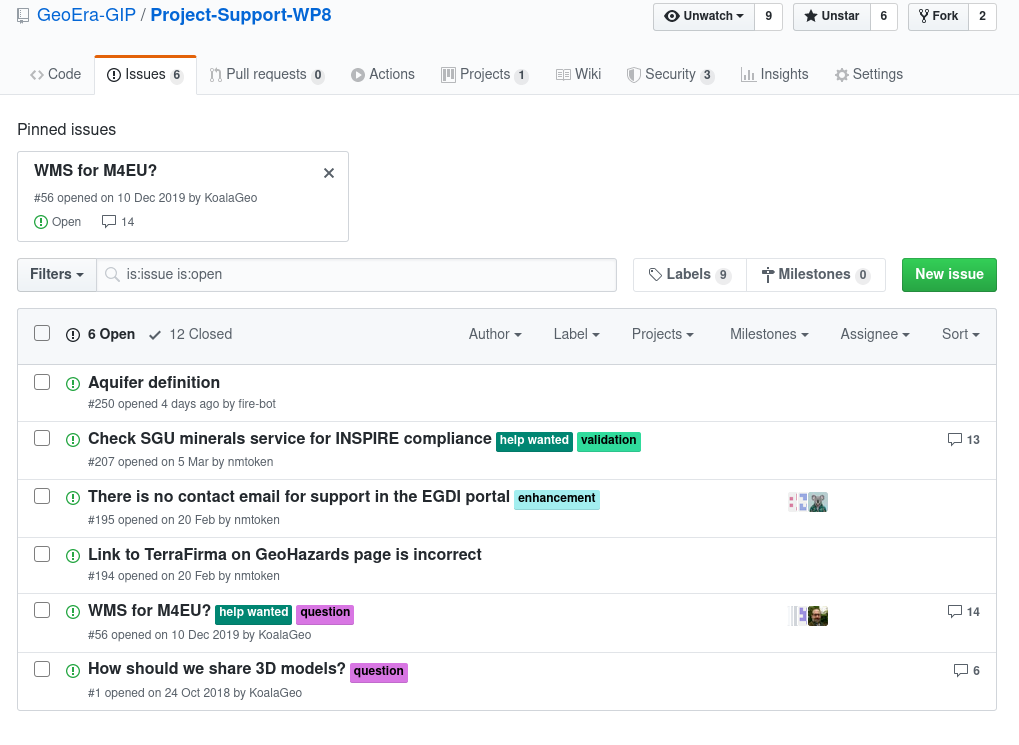 GeoEra-GIP / Project-Support-WP8 Unwatch 9 Unstar 6 Fork 2
Code Issues 6 Pull requests 0 Actions Projects 1 Wiki Security 3 Insights Settings
Pinned issues
WMS for M4EU?
#56 opened on 10 Dec 2019 by KoalaGeo
Open 14
Filters is:issue is:open Labels 9 Milestones 0 New issue
6 Open 12 Closed Author Label Projects Milestones Assignee Sort
Aquifer definition
#250 opened 4 days ago by fire-bot
Check SGU minerals service for INSPIRE compliance help wanted validation 13
#207 opened on 5 Mar by nmtoken
There is no contact email for support in the EGDI portal enhancement
#195 opened on 20 Feb by nmtoken
Link to TerraFirma on GeoHazards page is incorrect
#194 opened on 20 Feb by nmtoken
WMS for M4EU? help wanted question 14
#56 opened on 10 Dec 2019 by KoalaGeo
How should we share 3D models? question 6
#1 opened on 24 Oct 2018 by KoalaGeo